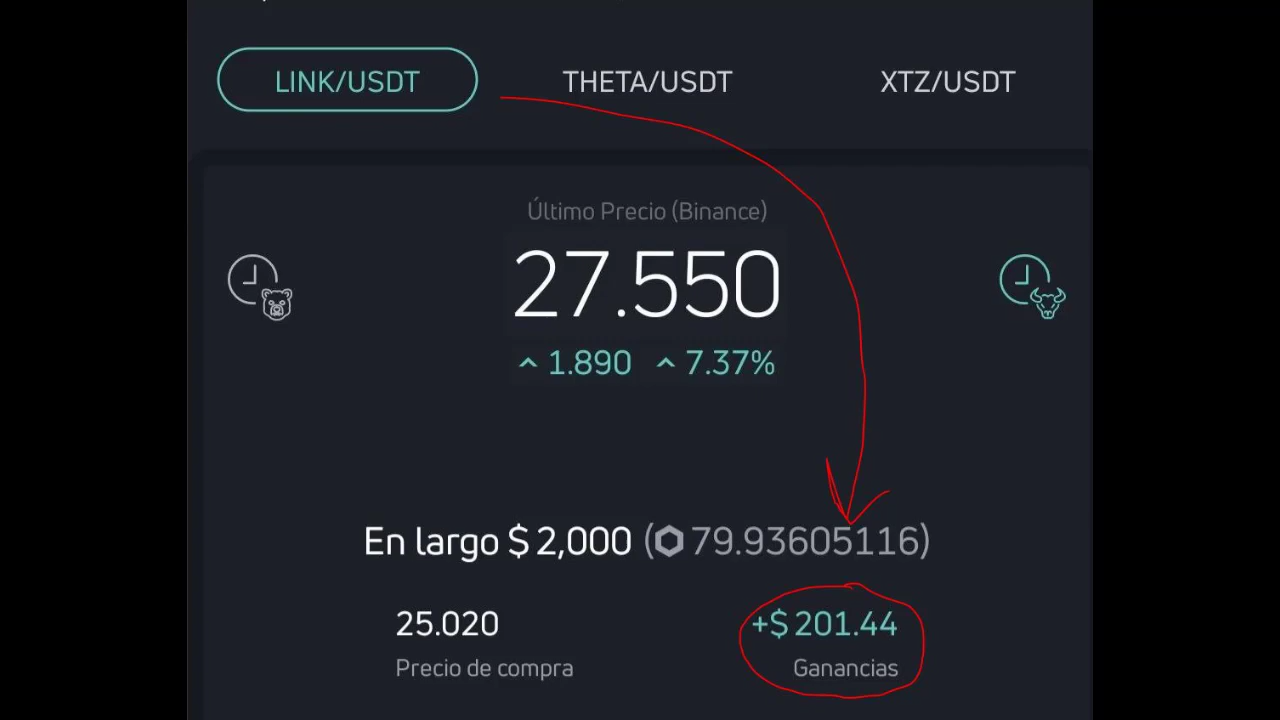 LINK/USDT THETA/USDT XTZ/USDT
Último Precio (Binance)
27.550
1.890 7.37%
En largo $ 2,000 (79.93605116)
25.020 +$ 201.44
Precio de compra Ganancias